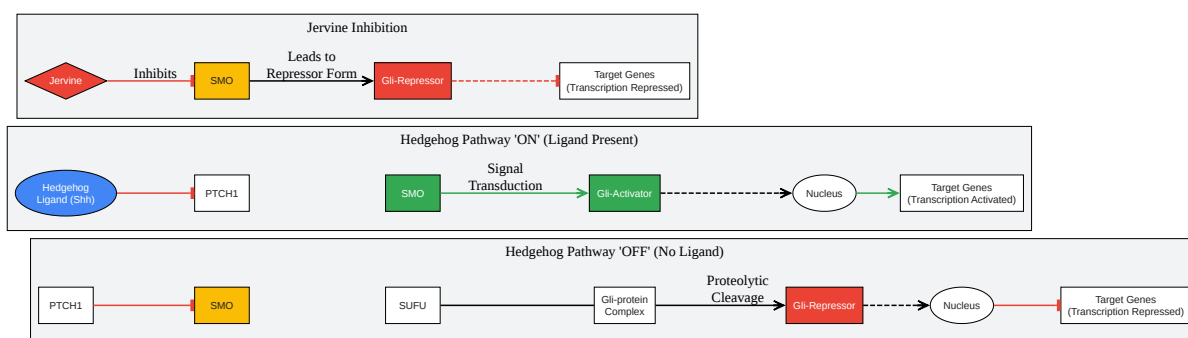 Jervine Inhibition
Jervine
Inhibits
SMO
Leads to
Repressor Form
Gli-Repressor
Target Genes
(Transcription Repressed)
Hedgehog Pathway 'ON' (Ligand Present)
Hedgehog
Ligand (Shh)
PTCH1
SMO
Signal
Transduction
Gli-Activator
Nucleus
Target Genes
(Transcription Activated)
Hedgehog Pathway 'OFF' (No Ligand)
PTCH1
SMO
SUFU
Gli-protein
Complex
Proteolytic
Cleavage
Gli-Repressor
Nucleus
Target Genes
(Transcription Repressed)